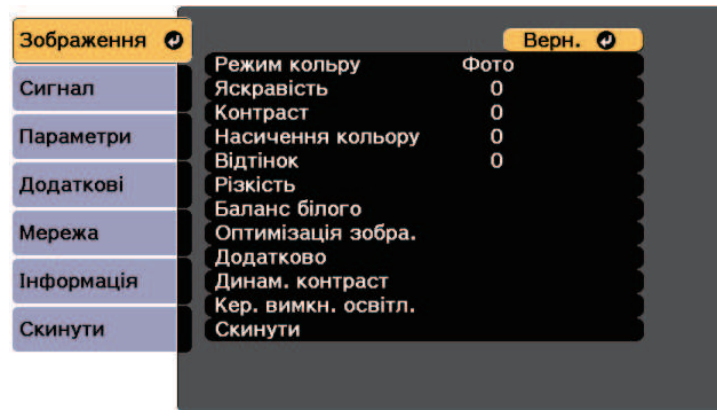 Зображення
Сигнал
Параметри
Додаткові
Мережа
Інформація
Скинути
Верн.
Режим кольру Фото
Яскравість 0
Контраст 0
Насичення кольору 0
Відтінок 0
Різкість
Баланс білого
Оптимізація зобра.
Додатково
Динам. контраст
Кер. вимкн. освітл.
Скинути